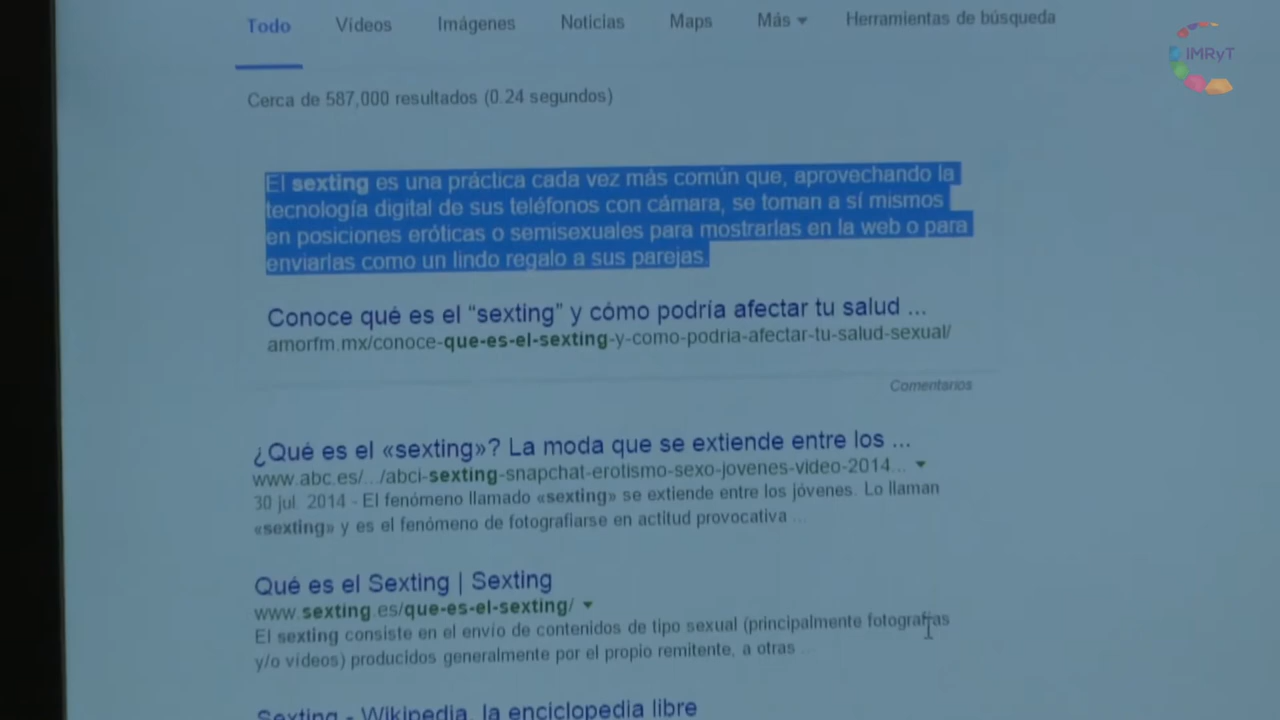 Todo Vídeos Imágenes Noticias Maps Más Herramientas de búsqueda
IMRyT
Cerca de 587,000 resultados (0.24 segundos)
El sexting es una práctica cada vez más común que, aprovechando la
tecnología digital de sus teléfonos con cámara, se toman a sí mismos
en posiciones eróticas o semisexuales para mostrarlas en la web o para
enviarlas como un lindo regalo a sus parejas.
Conoce qué es el "sexting" y cómo podría afectar tu salud ...
amorfm.mx/conoce-que-es-el-sexting-y-como-podria-afectar-tu-salud-sexual/
Comentarios
¿Qué es el «sexting»? La moda que se extiende entre los ...
www.abc.es/.../abci-sexting-snapchat-erotismo-sexo-jovenes-video-2014...
30 jul. 2014 - El fenómeno llamado «sexting» se extiende entre los jóvenes. Lo llaman
«sexting» y es el fenómeno de fotografiarse en actitud provocativa ...
Qué es el Sexting | Sexting
www.sexting.es/que-es-el-sexting/
El sexting consiste en el envío de contenidos de tipo sexual (principalmente fotografías
y/o vídeos) producidos generalmente por el propio remitente, a otras ...
Sexting - Wikipedia, la enciclopedia libre